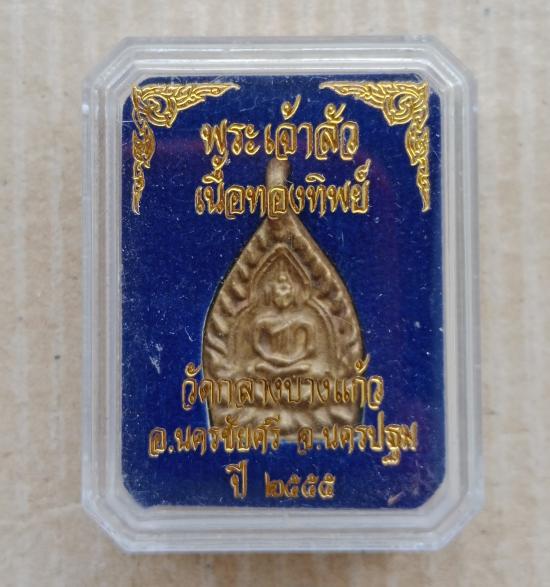 พระเจ้าสัว
เนื้อทองทิพย์
วัดกลางบางแก้ว
อ.นครชัยศรี จ.นครปฐม
ปี ๒๕๕๕